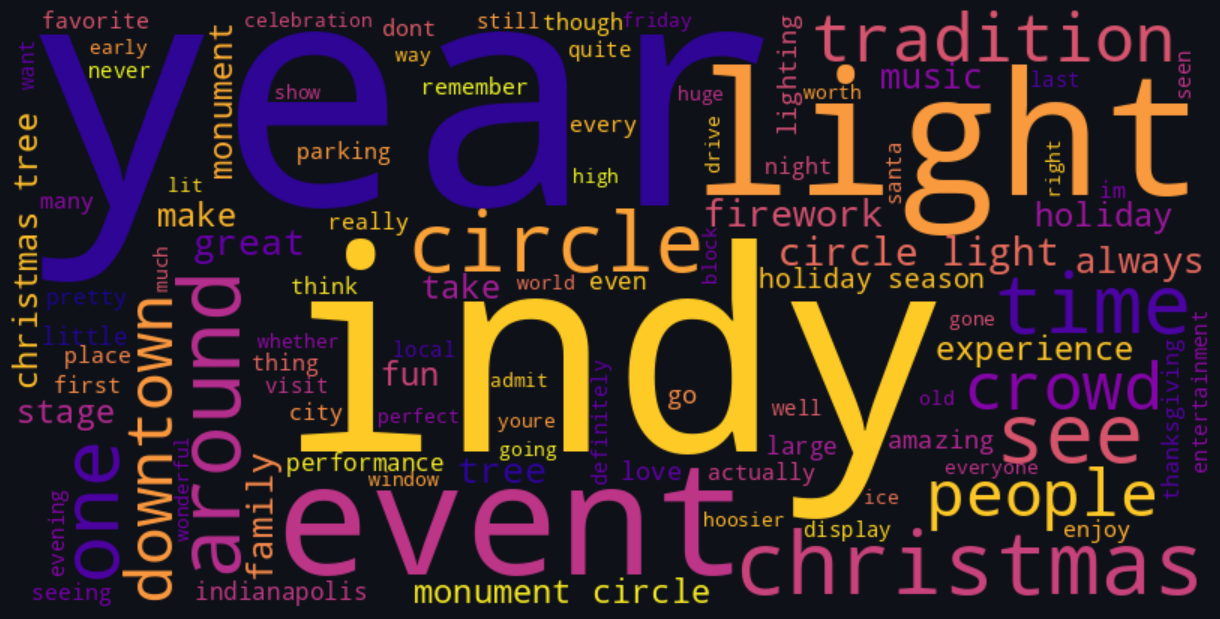 favorite
celebration
dont
still
though
friday
early
never
want
way
quite
year
tradition
monument
show
remember
huge
lighting
worth
music
last
seen
light
every
drive
parking
high
night
santa
right
im
many
lit
make
christmas tree
really
circle
firework
holiday
great
much
block
circle light
always
think
take
world
even
holiday season
time
pretty
little
around
indy
gone
experience
downtown
place
first
whether
thing
visit
local
fun
admit
go
old
crowd
thanksgiving
entertainment
stage
city
perfect
youre
going
definitely
well
large
amazing
see
one
wonderful
family
performance
window
tree
love
actually
everyone
people
evening
event
ice
hoosier
display
enjoy
seeing
indianapolis
monument circle
christmas